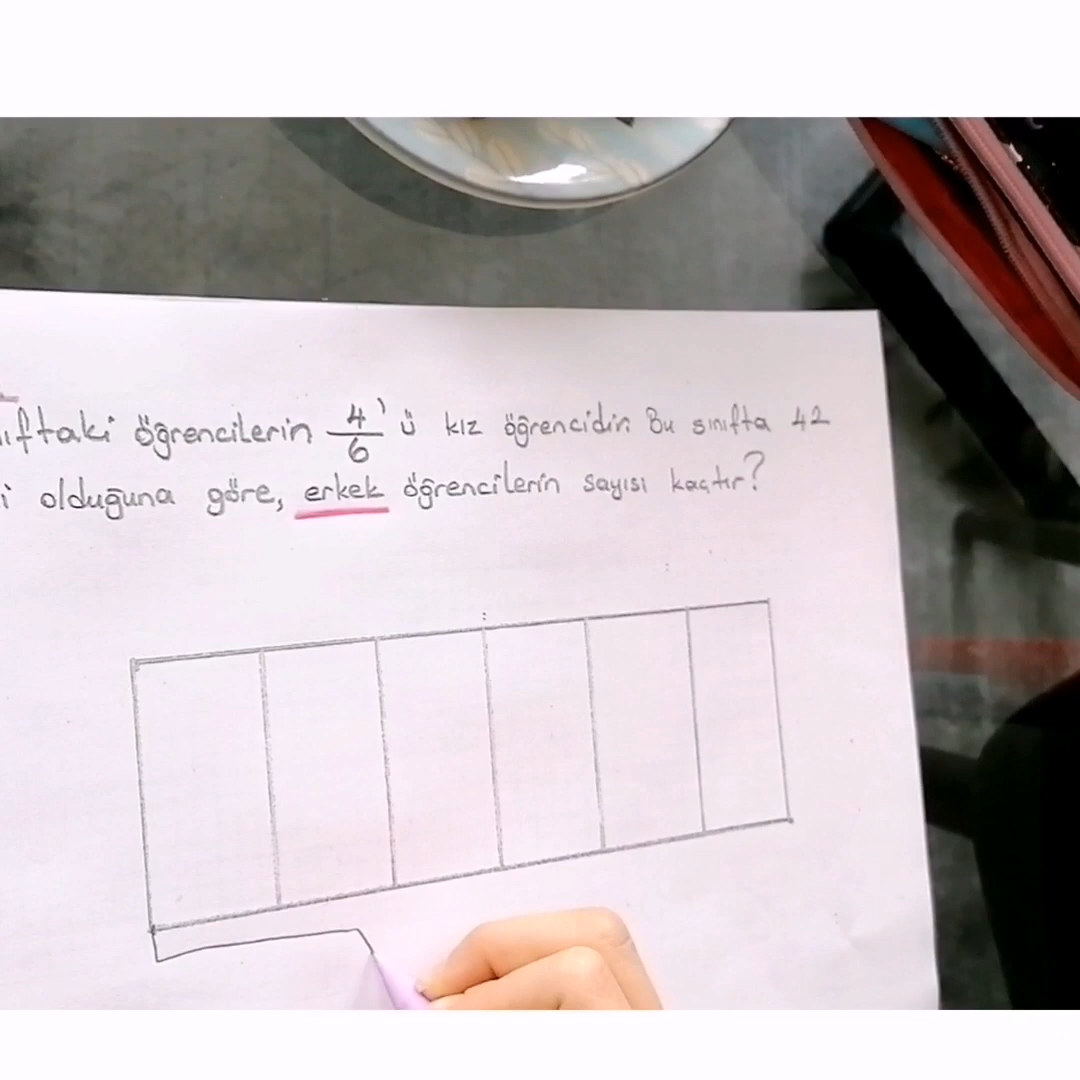 ıftaki öğrencilerin 4/6' ü kız öğrencidir. Bu sınıfta 42
i olduğuna göre, erkek öğrencilerin sayısı kaçtır?